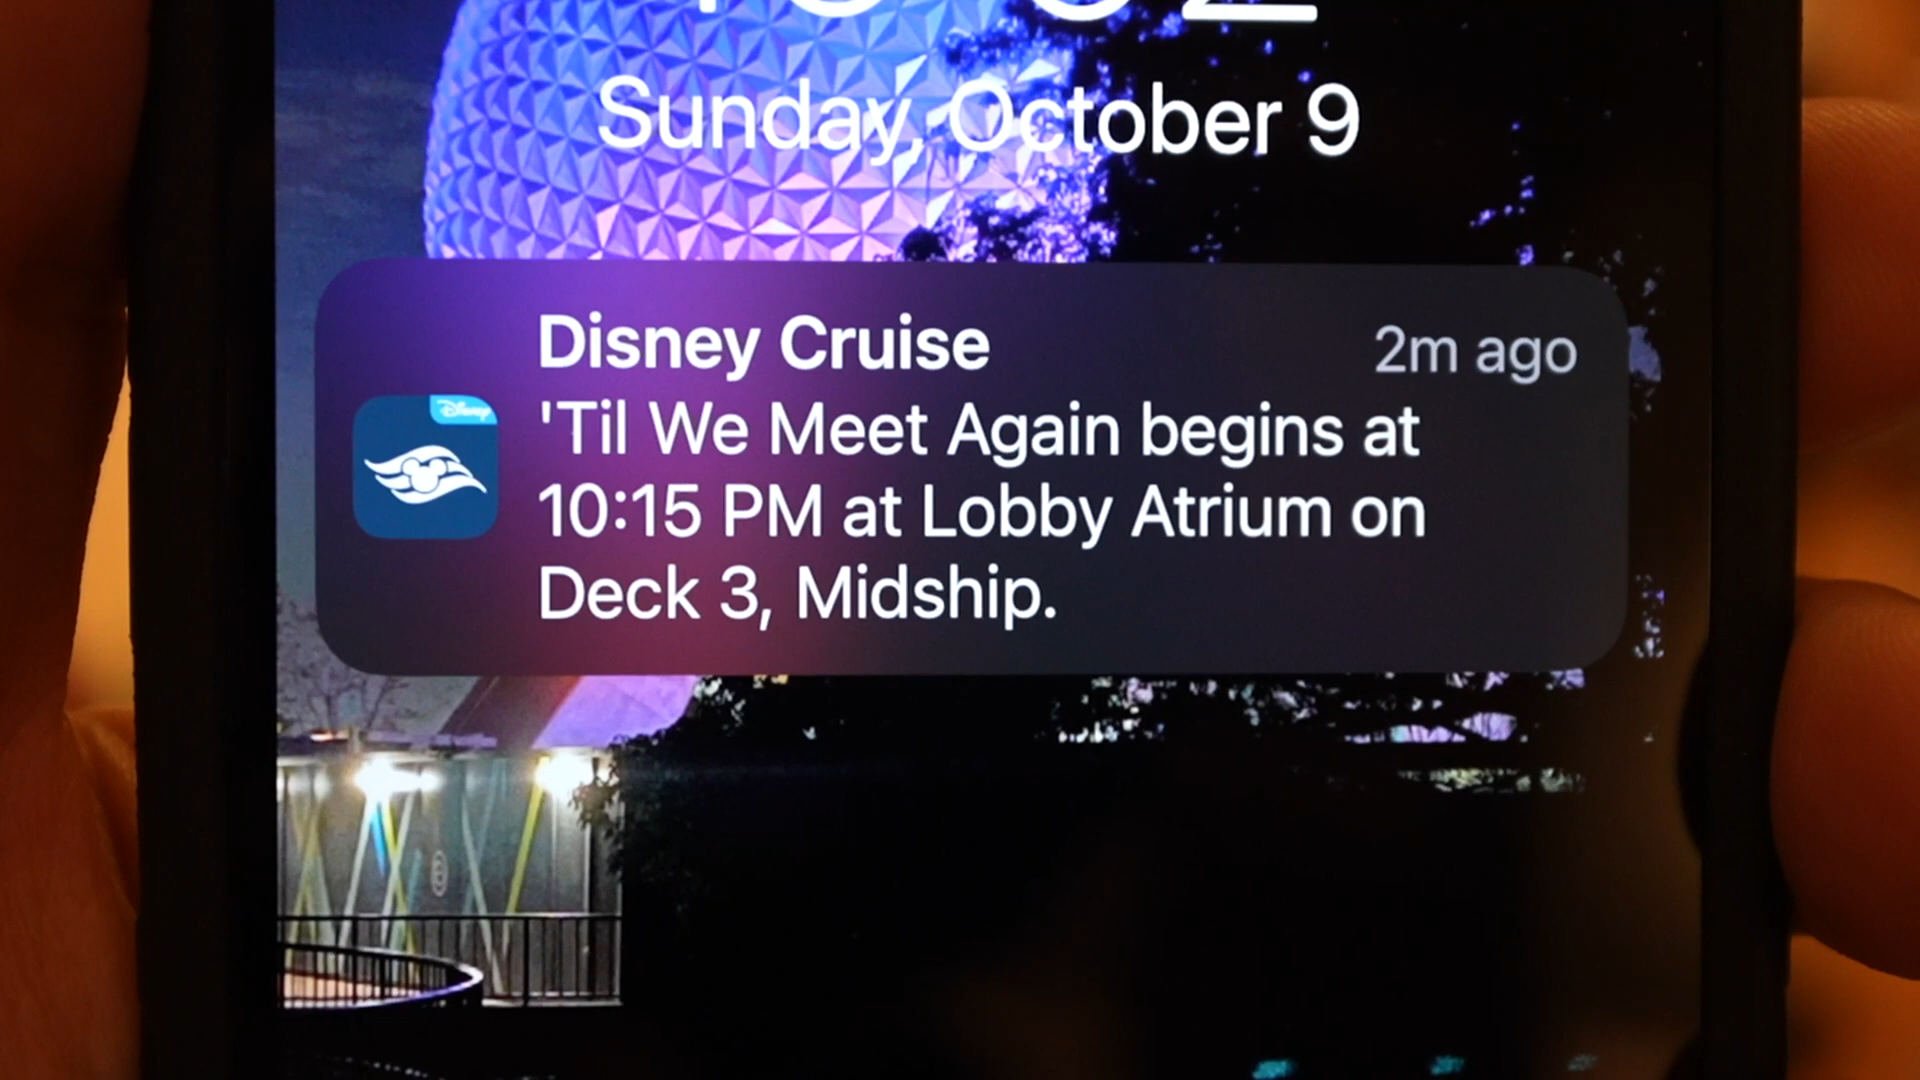 Sunday, October 9
Disney Cruise
2m ago
Disney
'Til We Meet Again begins at
10:15 PM at Lobby Atrium on
Deck 3, Midship.